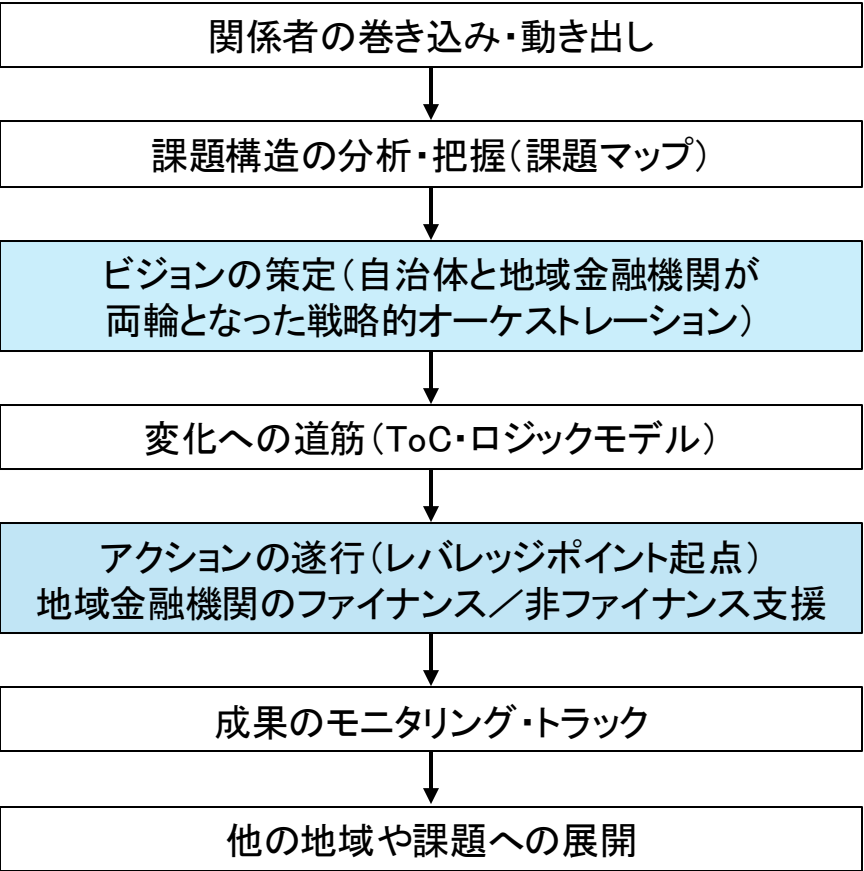 関係者の巻き込み・動き出し
課題構造の分析・把握（課題マップ）
ビジョンの策定（自治体と地域金融機関が
両輪となった戦略的オーケストレーション）
変化への道筋（ToC・ロジックモデル）
アクションの遂行（レバレッジポイント起点）
地域金融機関のファイナンス／非ファイナンス支援
成果のモニタリング・トラック
他の地域や課題への展開